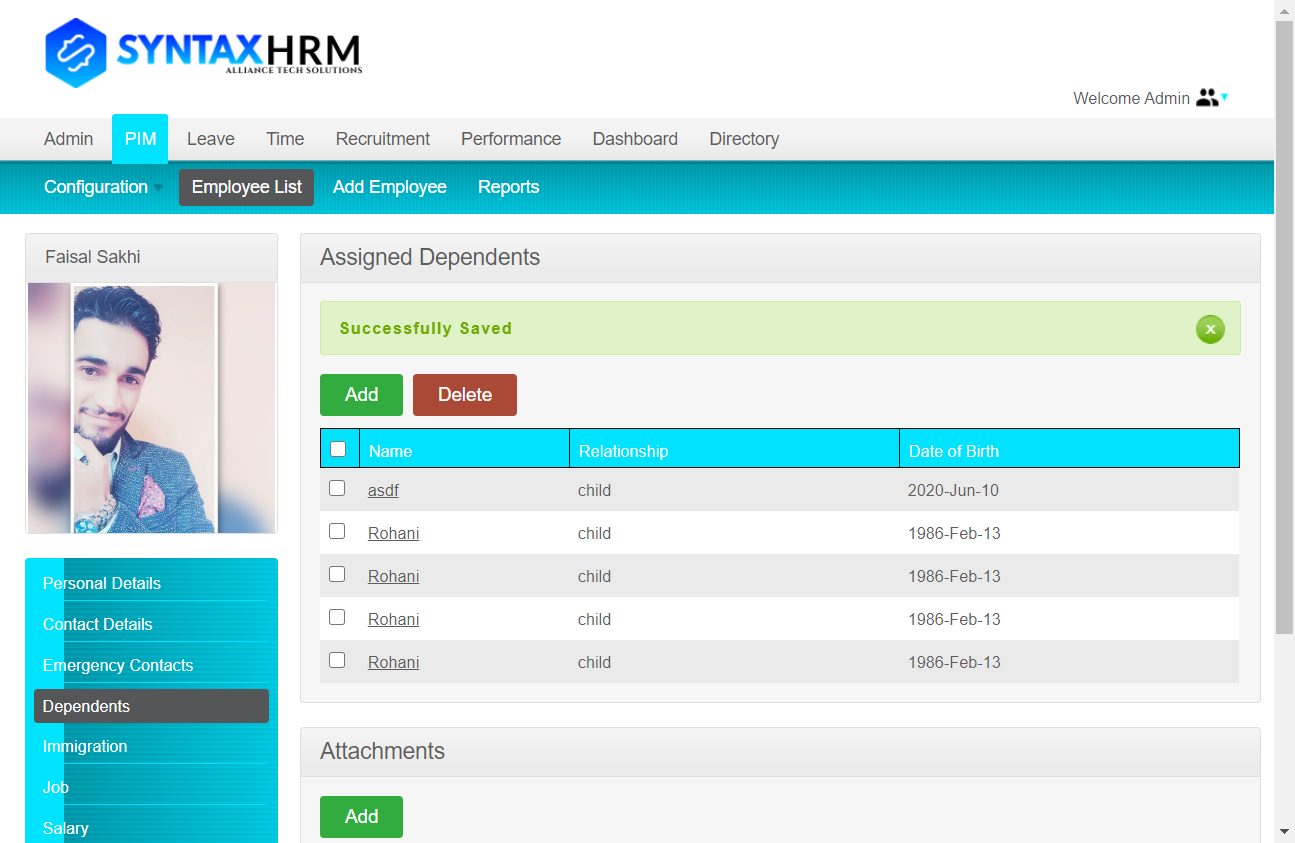 SYNTAXHRM
ALLIANCE TECH SOLUTIONS
Welcome Admin
Admin PIM Leave Time Recruitment Performance Dashboard Directory
Configuration Employee List Add Employee Reports
Faisal Sakhi
Personal Details
Contact Details
Emergency Contacts
Dependents
Immigration
Job
Salary
Assigned Dependents
Successfully Saved x
Add Delete
Name Relationship Date of Birth
asdf child 2020-Jun-10
Rohani child 1986-Feb-13
Rohani child 1986-Feb-13
Rohani child 1986-Feb-13
Rohani child 1986-Feb-13
Attachments
Add